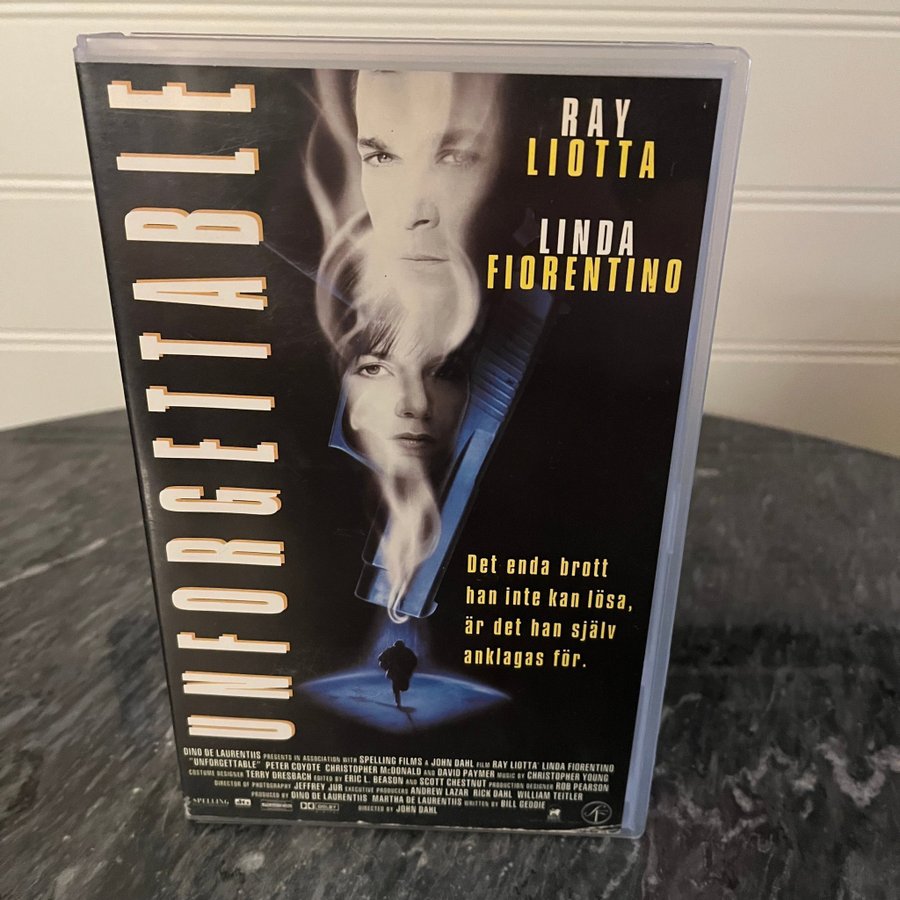 UNFORGETTABLE
RAY
LIOTTA
LINDA
FIORENTINO
Det enda brott
han inte kan lösa,
är det han själv
anklagas för.
DINO DE LAURENTIIS PRESENTS IN ASSOCIATION WITH SPELLING FILMS A JOHN DAHL FILM RAY LIOTTA LINDA FIORENTINO
"UNFORGETTABLE" PETER COYOTE CHRISTOPHER McDONALD AND DAVID PAYMER MUSIC BY CHRISTOPHER YOUNG
COSTUME DESIGNER TERRY DRESBACH EDITED BY ERIC L. BEASON AND SCOTT CHESTNUT PRODUCTION DESIGNER ROB PEARSON
DIRECTOR OF PHOTOGRAPHY JEFFREY JUR EXECUTIVE PRODUCERS ANDREW LAZAR RICK DAHL WILLIAM TEITLER
PRODUCED BY DINO DE LAURENTIIS MARTHA DE LAURENTIIS WRITTEN BY BILL GEDDIE
DIRECTED BY JOHN DAHL
SPELLING
dts
DOLBY
SF